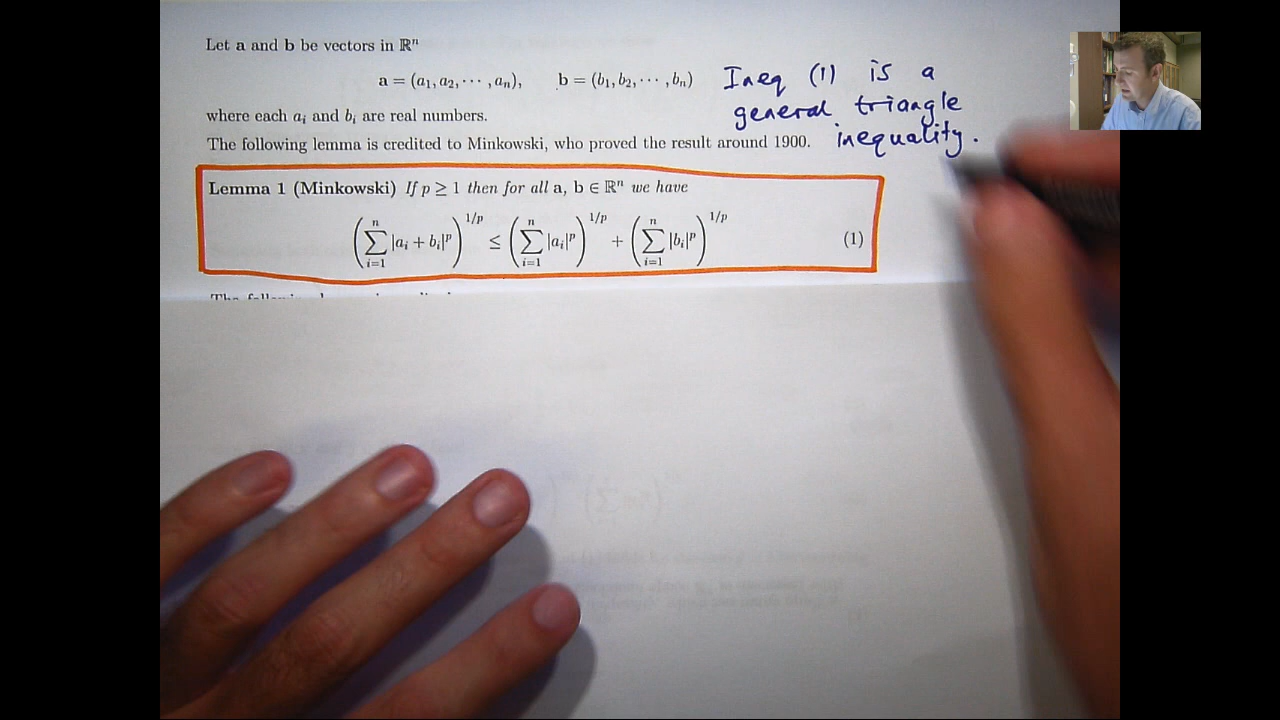 Let a and b be vectors in ℝⁿ
a = (a₁, a₂, ⋯ , aₙ),   b = (b₁, b₂, ⋯ , bₙ)
where each aᵢ and bᵢ are real numbers.
The following lemma is credited to Minkowski, who proved the result around 1900.
Ineq (1) is a
general triangle
inequality.
Lemma 1 (Minkowski) If p ≥ 1 then for all a, b ∈ ℝⁿ we have
(∑ᵢ₌₁ⁿ |aᵢ + bᵢ|ᵖ)^{1/p} ≤ (∑ᵢ₌₁ⁿ |aᵢ|ᵖ)^{1/p} + (∑ᵢ₌₁ⁿ |bᵢ|ᵖ)^{1/p}   (1)